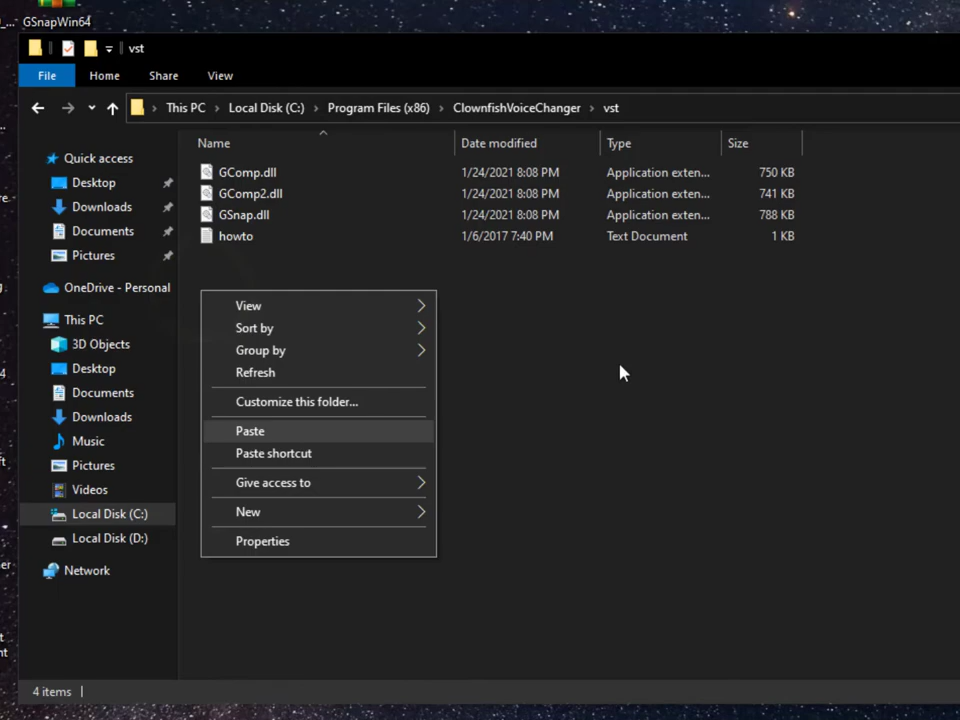 GSnapWin64
vst
File Home Share View
This PC Local Disk (C:) Program Files (x86) ClownfishVoiceChanger vst
Name Date modified Type Size
Quick access
Desktop
Downloads
Documents
Pictures
OneDrive - Personal
This PC
3D Objects
Desktop
Documents
Downloads
Music
Pictures
Videos
Local Disk (C:)
Local Disk (D:)
Network
GComp.dll 1/24/2021 8:08 PM Application exten... 750 KB
GComp2.dll 1/24/2021 8:08 PM Application exten... 741 KB
GSnap.dll 1/24/2021 8:08 PM Application exten... 788 KB
howto 1/6/2017 7:40 PM Text Document 1 KB
View
Sort by
Group by
Refresh
Customize this folder...
Paste
Paste shortcut
Give access to
New
Properties
4 items